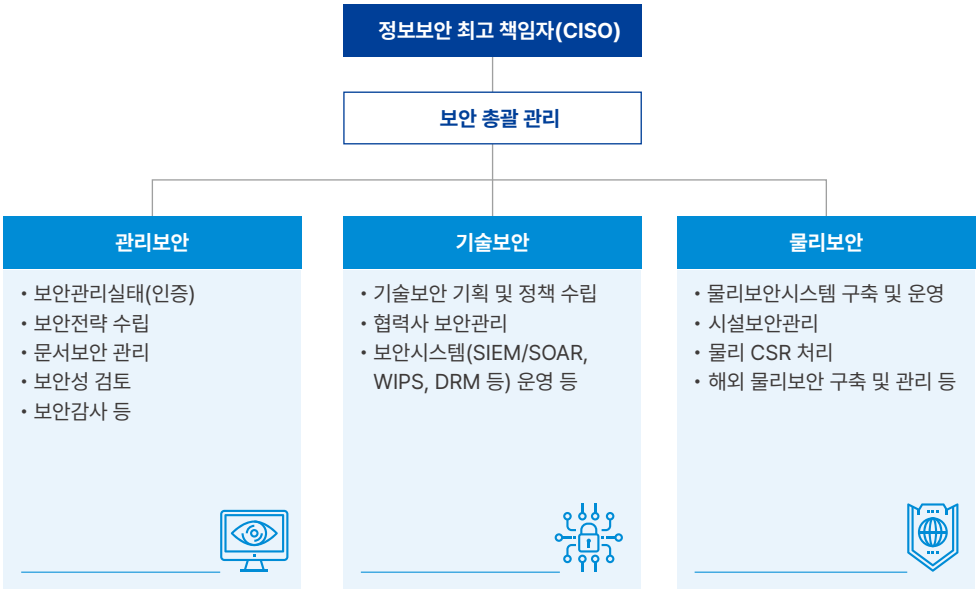 정보보안 최고 책임자(CISO)
보안 총괄 관리
관리보안
• 보안관리실태(인증)
• 보안전략 수립
• 문서보안 관리
• 보안성 검토
• 보안감사 등
기술보안
• 기술보안 기획 및 정책 수립
• 협력사 보안관리
• 보안시스템(SIEM/SOAR,
WIPS, DRM 등) 운영 등
물리보안
• 물리보안시스템 구축 및 운영
• 시설보안관리
• 물리 CSR 처리
• 해외 물리보안 구축 및 관리 등